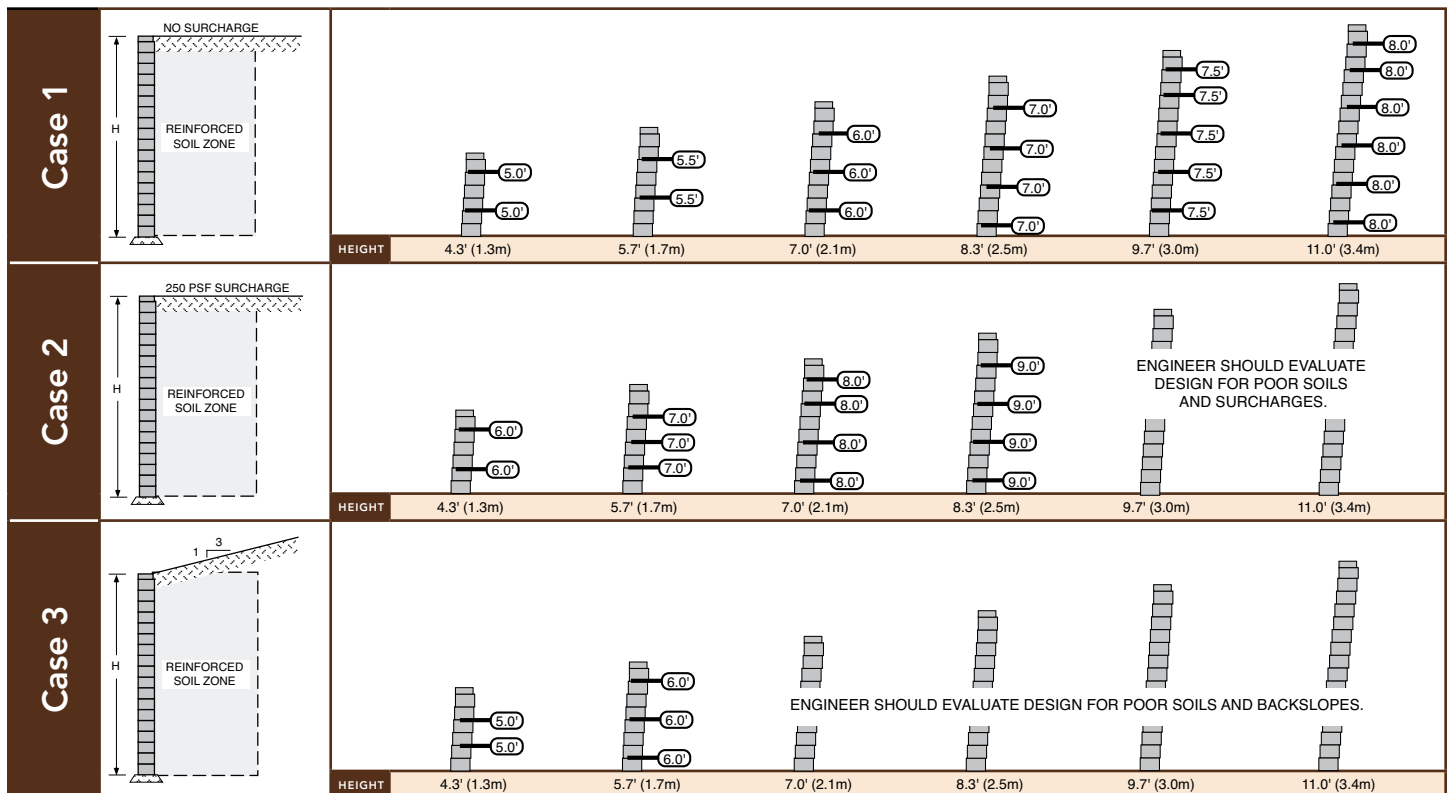 Case 1
NO SURCHARGE
H
REINFORCED
SOIL ZONE
5.0'
5.0'
5.5'
5.5'
6.0'
6.0'
6.0'
7.0'
7.0'
7.0'
7.0'
7.5'
7.5'
7.5'
7.5'
7.5'
8.0'
8.0'
8.0'
8.0'
8.0'
8.0'
HEIGHT 4.3' (1.3m) 5.7' (1.7m) 7.0' (2.1m) 8.3' (2.5m) 9.7' (3.0m) 11.0' (3.4m)
Case 2
250 PSF SURCHARGE
H
REINFORCED
SOIL ZONE
6.0'
6.0'
7.0'
7.0'
7.0'
8.0'
8.0'
8.0'
8.0'
9.0'
9.0'
9.0'
9.0'
ENGINEER SHOULD EVALUATE
DESIGN FOR POOR SOILS
AND SURCHARGES.
HEIGHT 4.3' (1.3m) 5.7' (1.7m) 7.0' (2.1m) 8.3' (2.5m) 9.7' (3.0m) 11.0' (3.4m)
Case 3
3
1
H
REINFORCED
SOIL ZONE
5.0'
5.0'
6.0'
6.0'
6.0'
ENGINEER SHOULD EVALUATE DESIGN FOR POOR SOILS AND BACKSLOPES.
HEIGHT 4.3' (1.3m) 5.7' (1.7m) 7.0' (2.1m) 8.3' (2.5m) 9.7' (3.0m) 11.0' (3.4m)